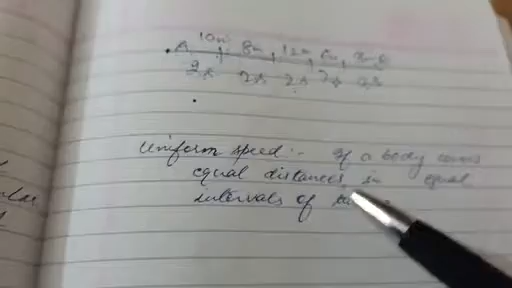 A 10m 8m 12m
2s 2s 2s 2s 2s
Uniform speed :- If a body covers
equal distances in equal
intervals of